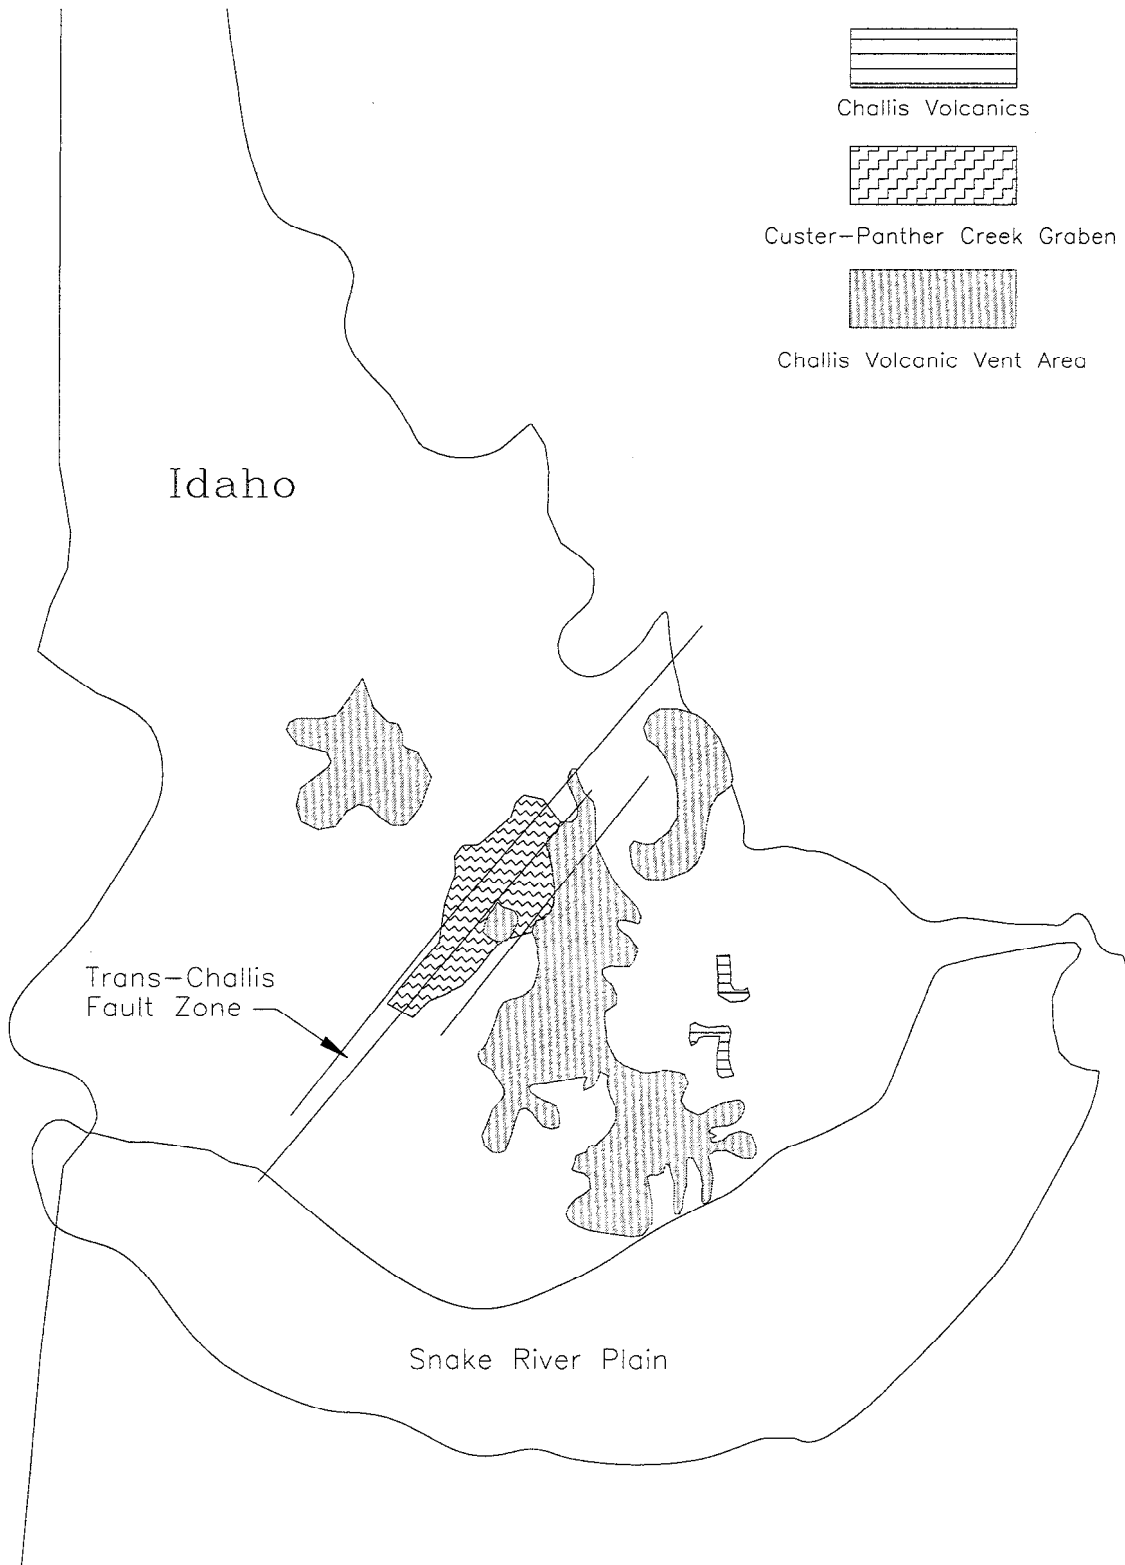 Challis Volcanics
Custer-Panther Creek Graben
Challis Volcanic Vent Area
Idaho
Trans-Challis
Fault Zone
Snake River Plain